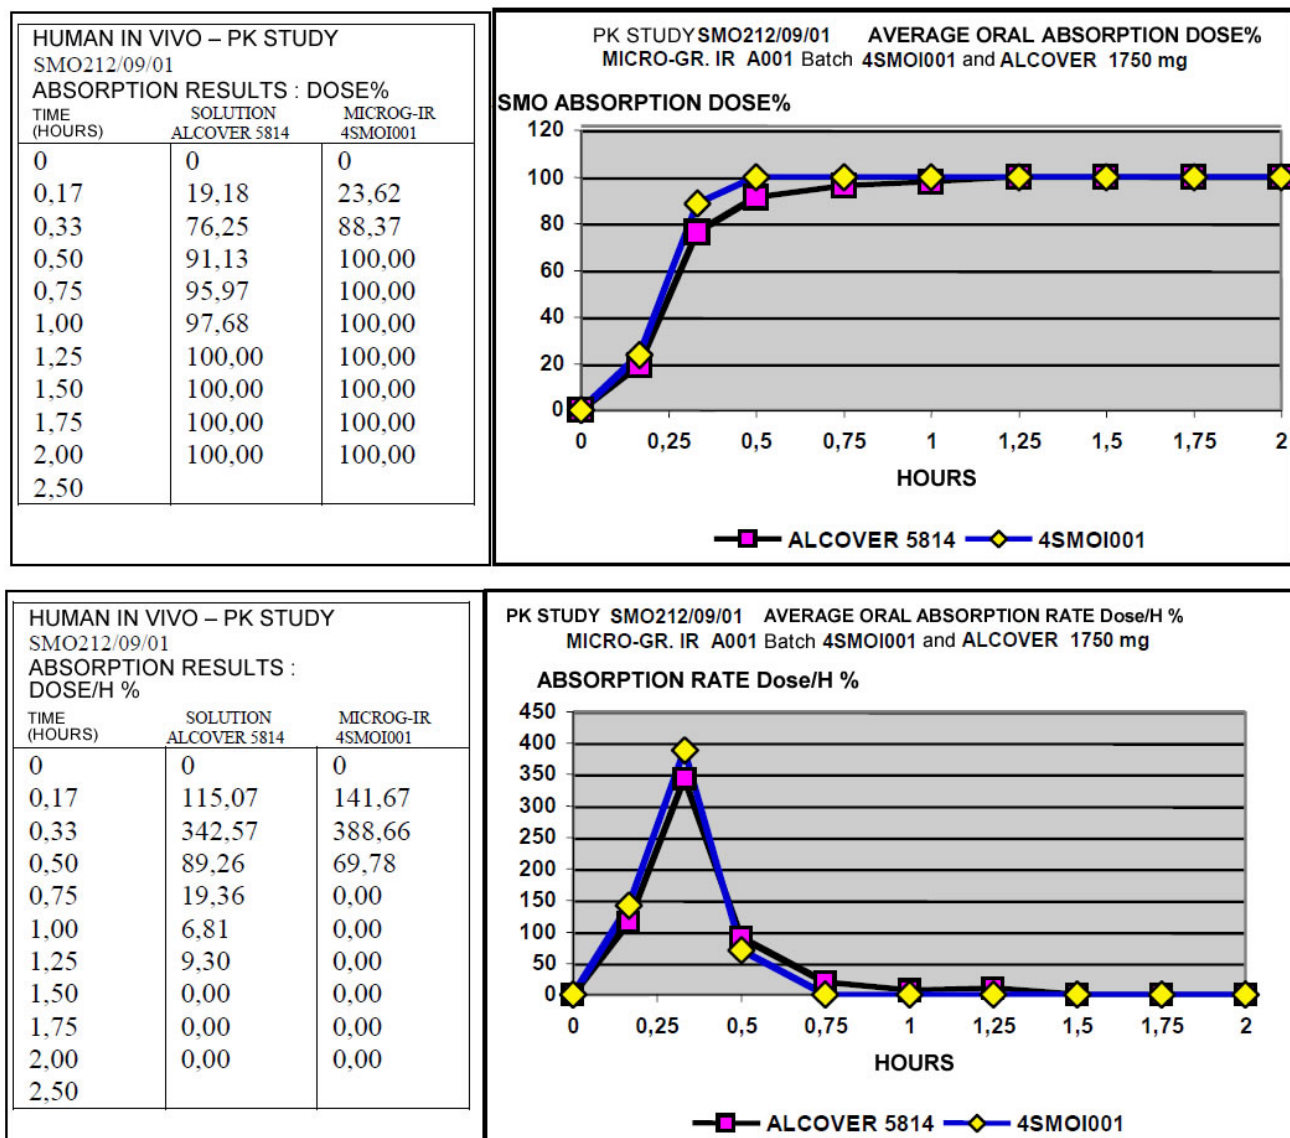 HUMAN IN VIVO – PK STUDY
SMO212/09/01
ABSORPTION RESULTS : DOSE%
TIME (HOURS) SOLUTION ALCOVER 5814 MICROG-IR 4SMOI001
0 0 0
0,17 19,18 23,62
0,33 76,25 88,37
0,50 91,13 100,00
0,75 95,97 100,00
1,00 97,68 100,00
1,25 100,00 100,00
1,50 100,00 100,00
1,75 100,00 100,00
2,00 100,00 100,00
2,50
PK STUDY SMO212/09/01 AVERAGE ORAL ABSORPTION DOSE%
MICRO-GR. IR A001 Batch 4SMOI001 and ALCOVER 1750 mg
SMO ABSORPTION DOSE%
120
100
80
60
40
20
0
0 0,25 0,5 0,75 1 1,25 1,5 1,75 2
HOURS
ALCOVER 5814 4SMOI001
HUMAN IN VIVO – PK STUDY
SMO212/09/01
ABSORPTION RESULTS :
DOSE/H %
TIME (HOURS) SOLUTION ALCOVER 5814 MICROG-IR 4SMOI001
0 0 0
0,17 115,07 141,67
0,33 342,57 388,66
0,50 89,26 69,78
0,75 19,36 0,00
1,00 6,81 0,00
1,25 9,30 0,00
1,50 0,00 0,00
1,75 0,00 0,00
2,00 0,00 0,00
2,50
PK STUDY SMO212/09/01 AVERAGE ORAL ABSORPTION RATE Dose/H %
MICRO-GR. IR A001 Batch 4SMOI001 and ALCOVER 1750 mg
ABSORPTION RATE Dose/H %
450
400
350
300
250
200
150
100
50
0
0 0,25 0,5 0,75 1 1,25 1,5 1,75 2
HOURS
ALCOVER 5814 4SMOI001